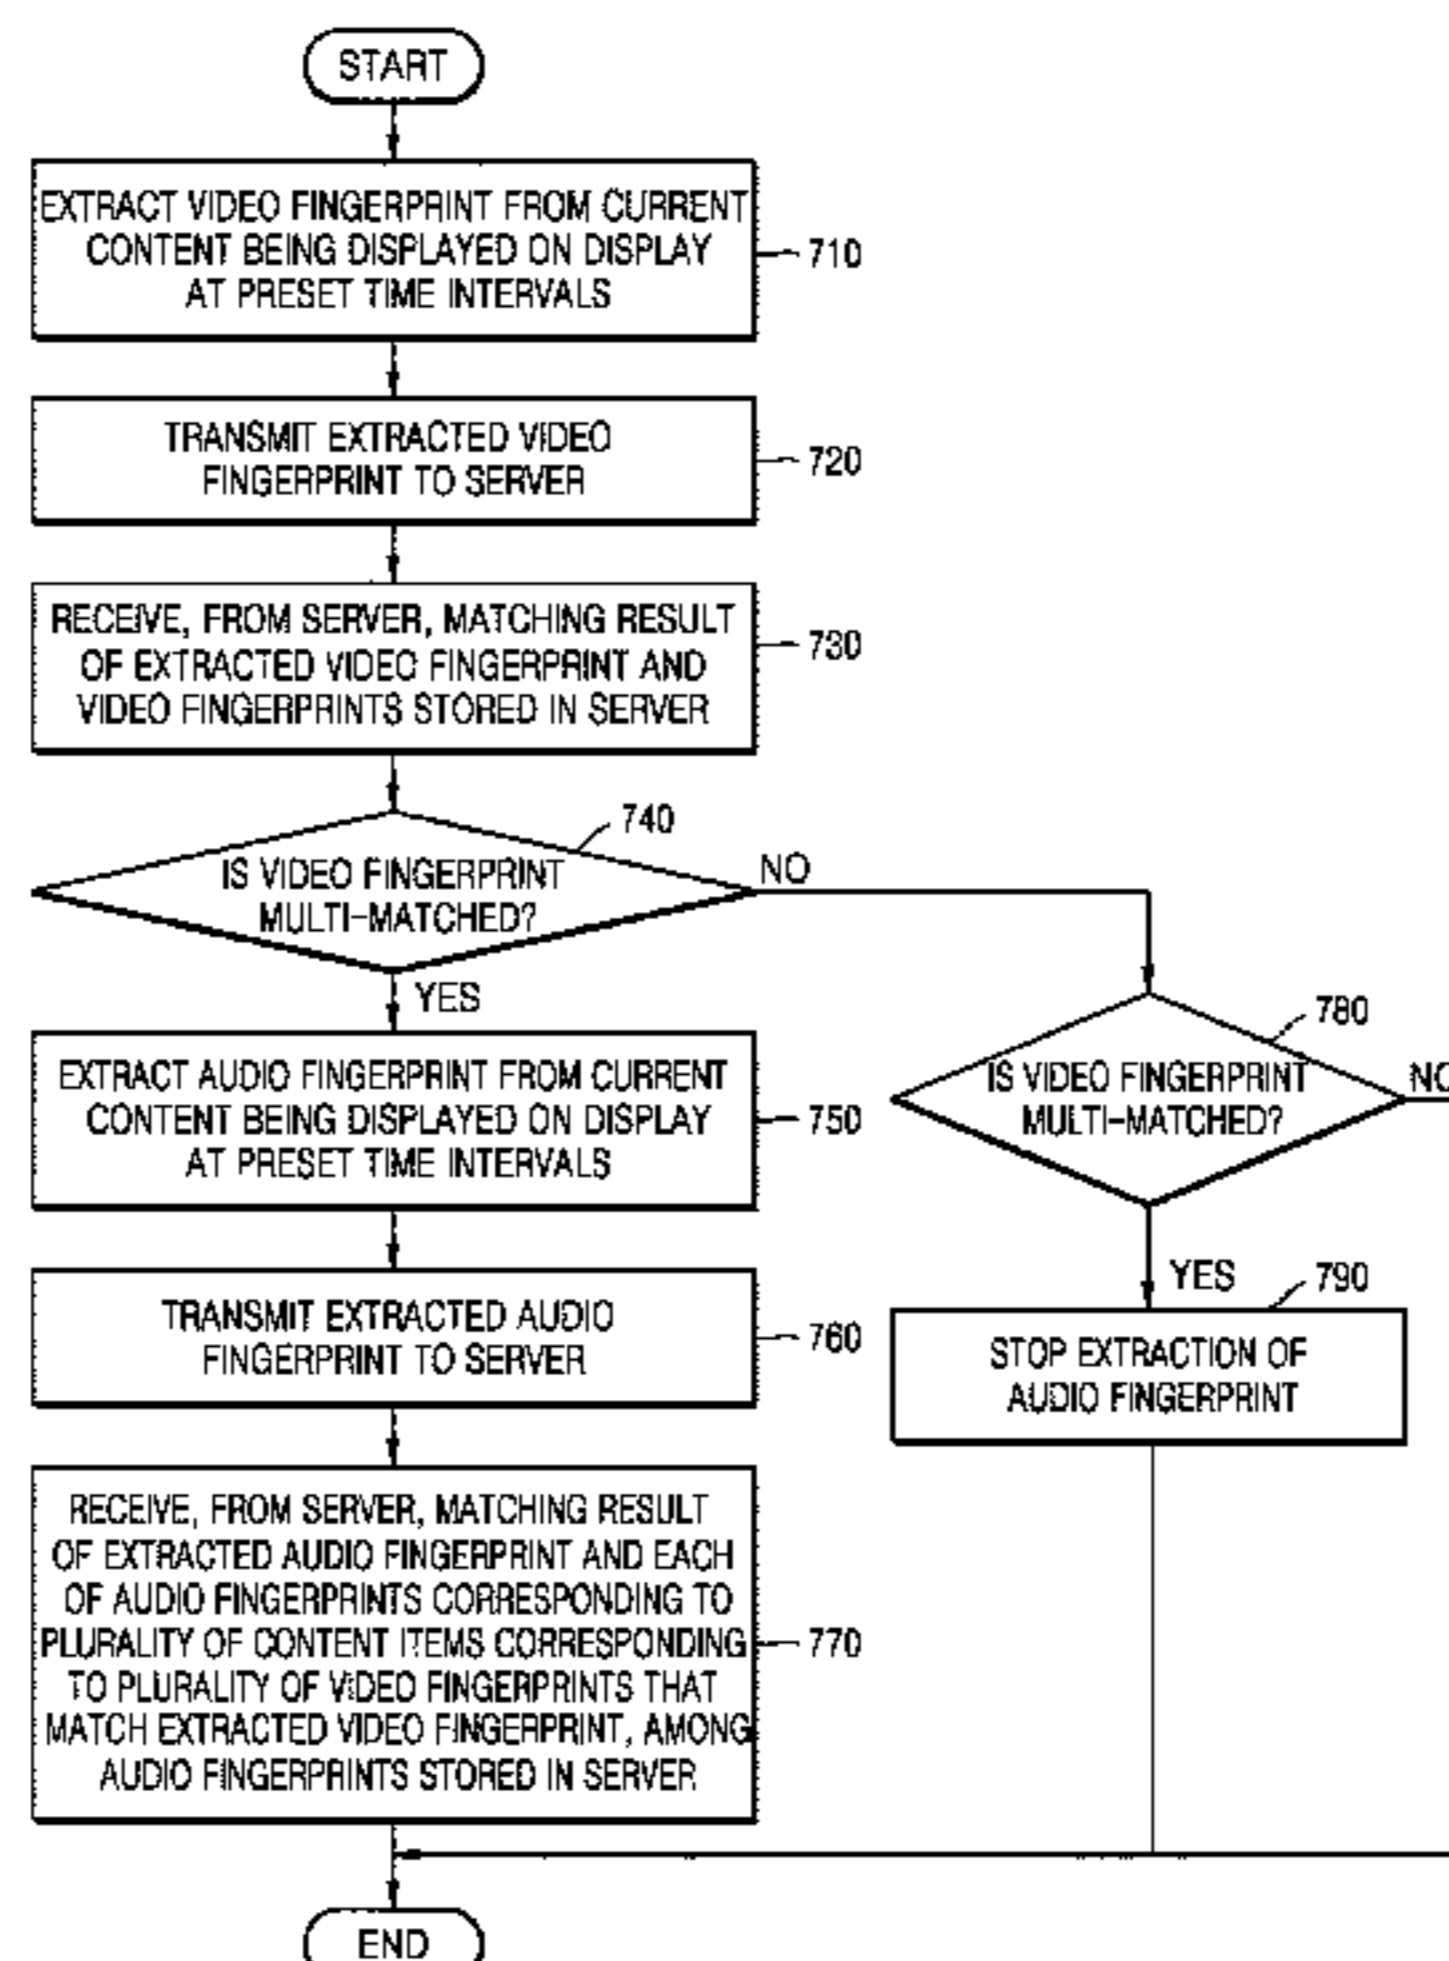 START
EXTRACT VIDEO FINGERPRINT FROM CURRENT
CONTENT BEING DISPLAYED ON DISPLAY
AT PRESET TIME INTERVALS
710
TRANSMIT EXTRACTED VIDEO
FINGERPRINT TO SERVER
720
RECEIVE, FROM SERVER, MATCHING RESULT
OF EXTRACTED VIDEO FINGERPRINT AND
VIDEO FINGERPRINTS STORED IN SERVER
730
740
IS VIDEO FINGERPRINT
MULTI-MATCHED?
NO
YES
EXTRACT AUDIO FINGERPRINT FROM CURRENT
CONTENT BEING DISPLAYED ON DISPLAY
AT PRESET TIME INTERVALS
750
780
IS VIDEO FINGERPRINT
MULTI-MATCHED?
NO
YES
790
STOP EXTRACTION OF
AUDIO FINGERPRINT
TRANSMIT EXTRACTED AUDIO
FINGERPRINT TO SERVER
760
RECEIVE, FROM SERVER, MATCHING RESULT
OF EXTRACTED AUDIO FINGERPRINT AND EACH
OF AUDIO FINGERPRINTS CORRESPONDING TO
PLURALITY OF CONTENT ITEMS CORRESPONDING
TO PLURALITY OF VIDEO FINGERPRINTS THAT
MATCH EXTRACTED VIDEO FINGERPRINT, AMONG
AUDIO FINGERPRINTS STORED IN SERVER
770
END